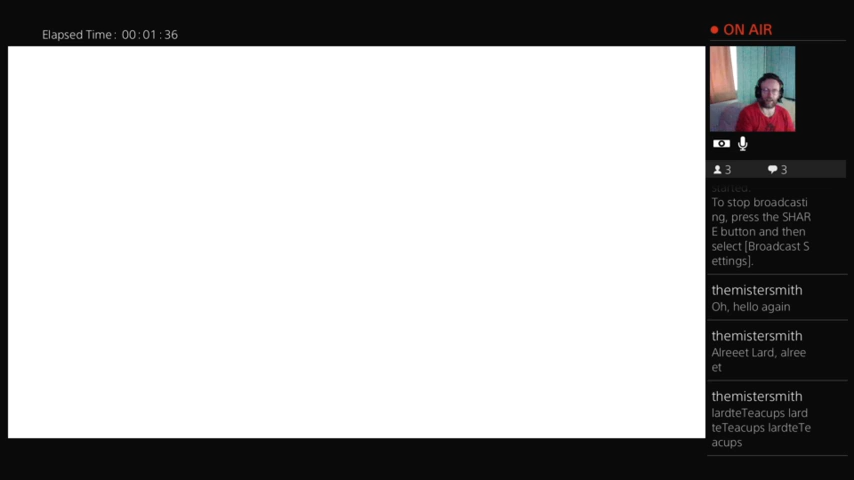 Elapsed Time: 00:01:36
ON AIR
3 3
started.
To stop broadcasti
ng, press the SHAR
E button and then
select [Broadcast S
ettings].
themistersmith
Oh, hello again
themistersmith
Alreeet Lard, alree
et
themistersmith
lardteTeacups lard
teTeacups lardteTe
acups